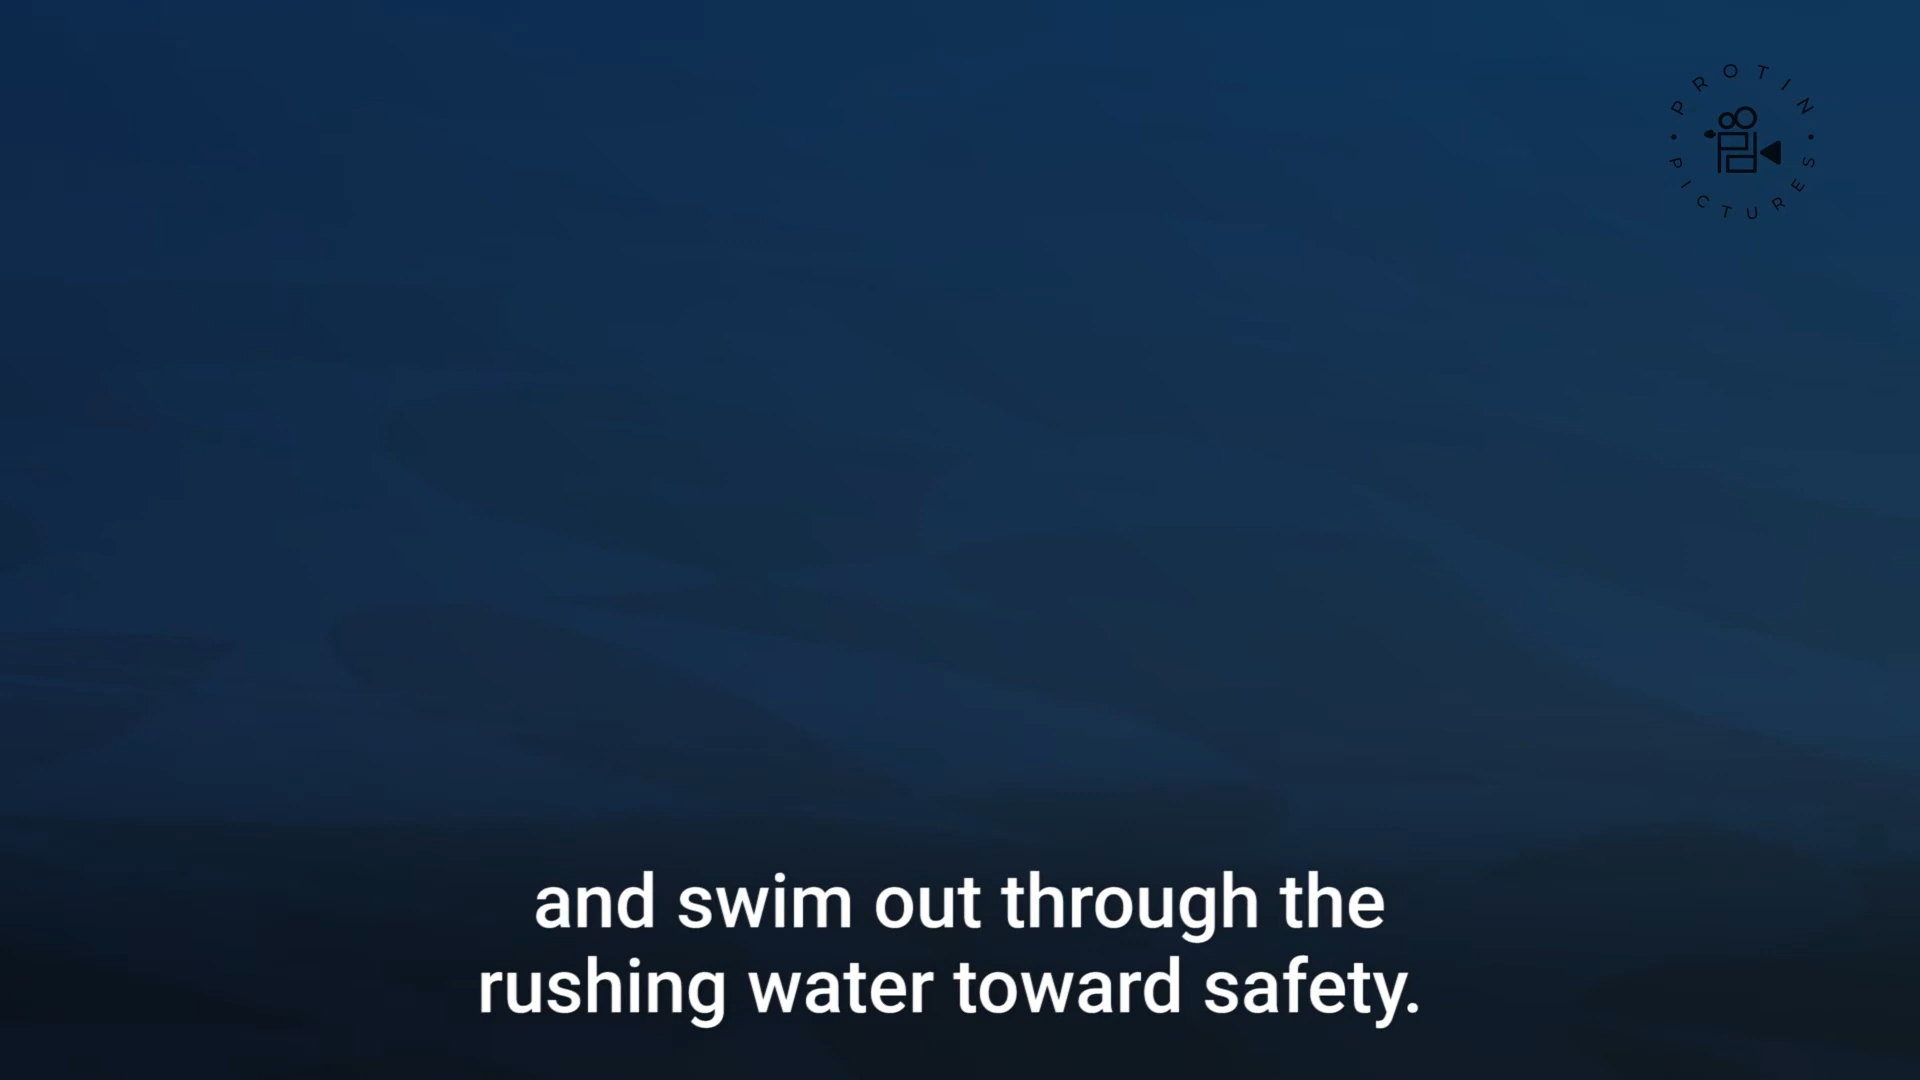 PROTIN
PICTURES
and swim out through the
rushing water toward safety.